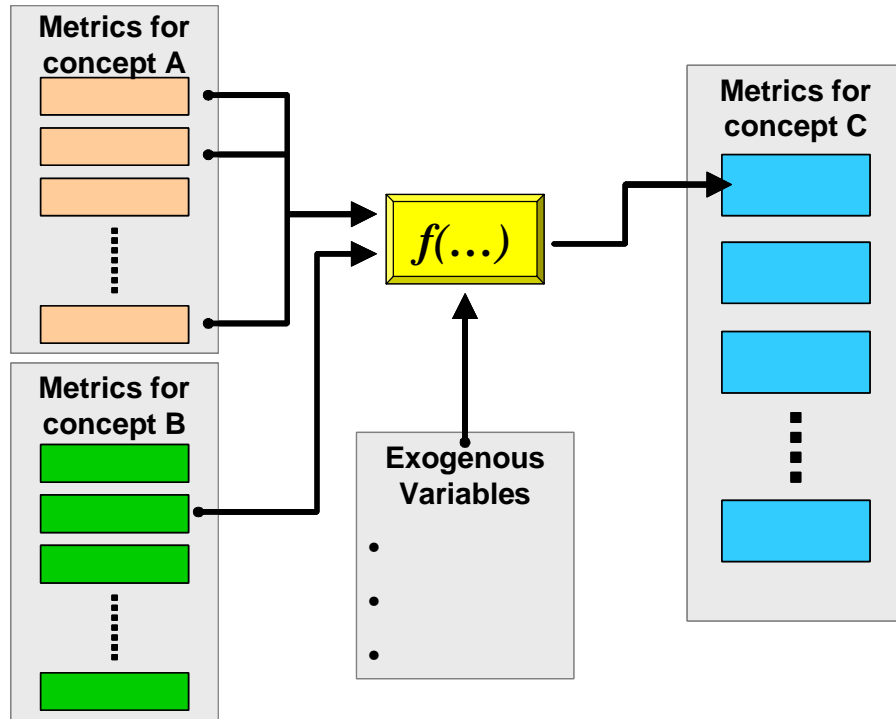 Metrics for
concept A
Metrics for
concept B
f(...)
Exogenous
Variables
•
•
•
Metrics for
concept C